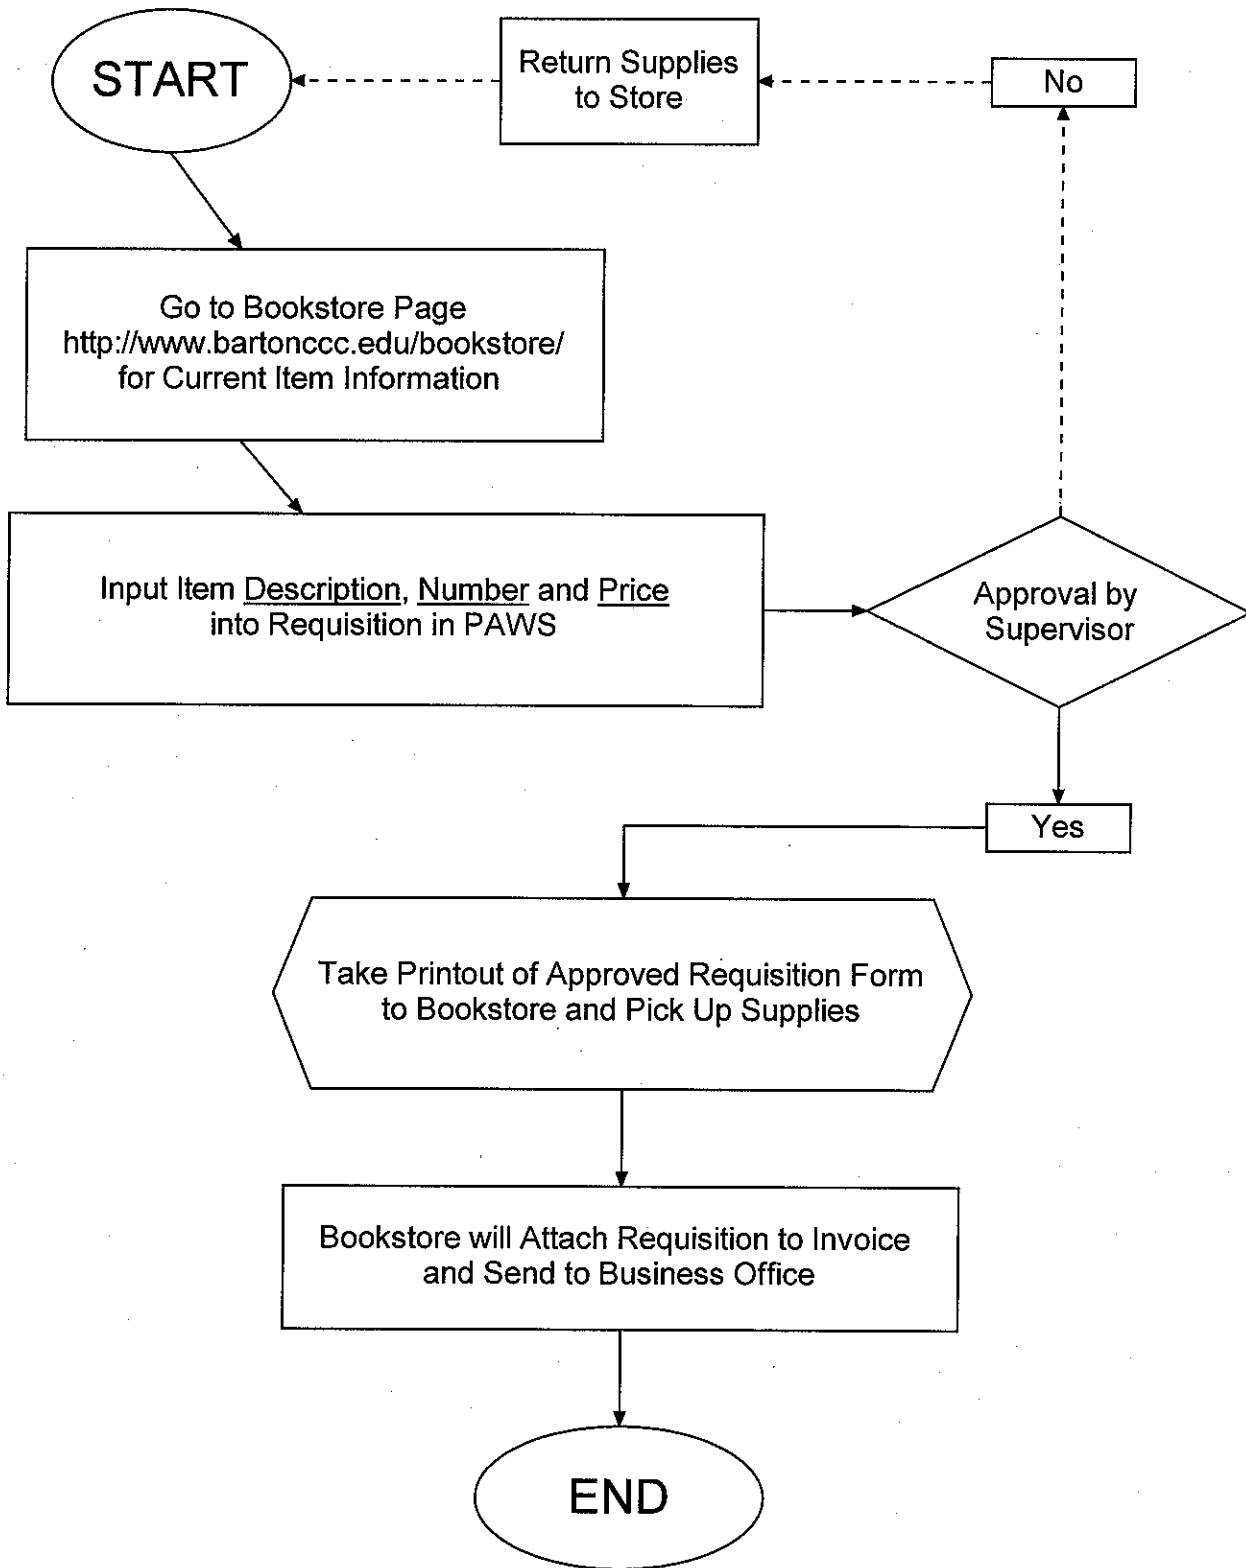 START
Return Supplies
to Store
No
Go to Bookstore Page
http://www.bartonccc.edu/bookstore/
for Current Item Information
Input Item Description, Number and Price
into Requisition in PAWS
Approval by
Supervisor
Yes
Take Printout of Approved Requisition Form
to Bookstore and Pick Up Supplies
Bookstore will Attach Requisition to Invoice
and Send to Business Office
END